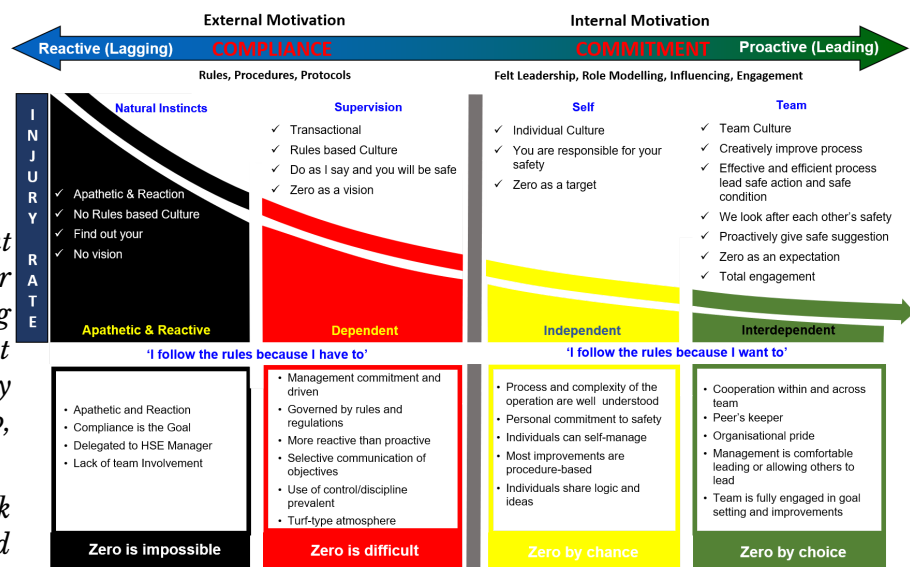 External Motivation
Internal Motivation
Reactive (Lagging)
COMPLIANCE
COMMITMENT
Proactive (Leading)
Rules, Procedures, Protocols
Felt Leadership, Role Modelling, Influencing, Engagement
INJURY RATE
Natural Instincts
✓ Apathetic & Reaction
✓ No Rules based Culture
✓ Find out your
✓ No vision
Apathetic & Reactive
Supervision
✓ Transactional
✓ Rules based Culture
✓ Do as I say and you will be safe
✓ Zero as a vision
Dependent
Self
✓ Individual Culture
✓ You are responsible for your
safety
✓ Zero as a target
Independent
Team
✓ Team Culture
✓ Creatively improve process
✓ Effective and efficient process
lead safe action and safe
condition
✓ We look after each other's safety
✓ Proactively give safe suggestion
✓ Zero as an expectation
✓ Total engagement
Interdependent
'I follow the rules because I have to'
'I follow the rules because I want to'
• Apathetic and Reaction
• Compliance is the Goal
• Delegated to HSE Manager
• Lack of team Involvement
Zero is impossible
• Management commitment and
driven
• Governed by rules and
regulations
• More reactive than proactive
• Selective communication of
objectives
• Use of control/discipline
prevalent
• Turf-type atmosphere
Zero is difficult
• Process and complexity of the
operation are well understood
• Personal commitment to safety
• Individuals can self-manage
• Most improvements are
procedure-based
• Individuals share logic and
ideas
Zero by chance
• Cooperation within and across
team
• Peer's keeper
• Organisational pride
• Management is comfortable
leading or allowing others to
lead
• Team is fully engaged in goal
setting and improvements
Zero by choice